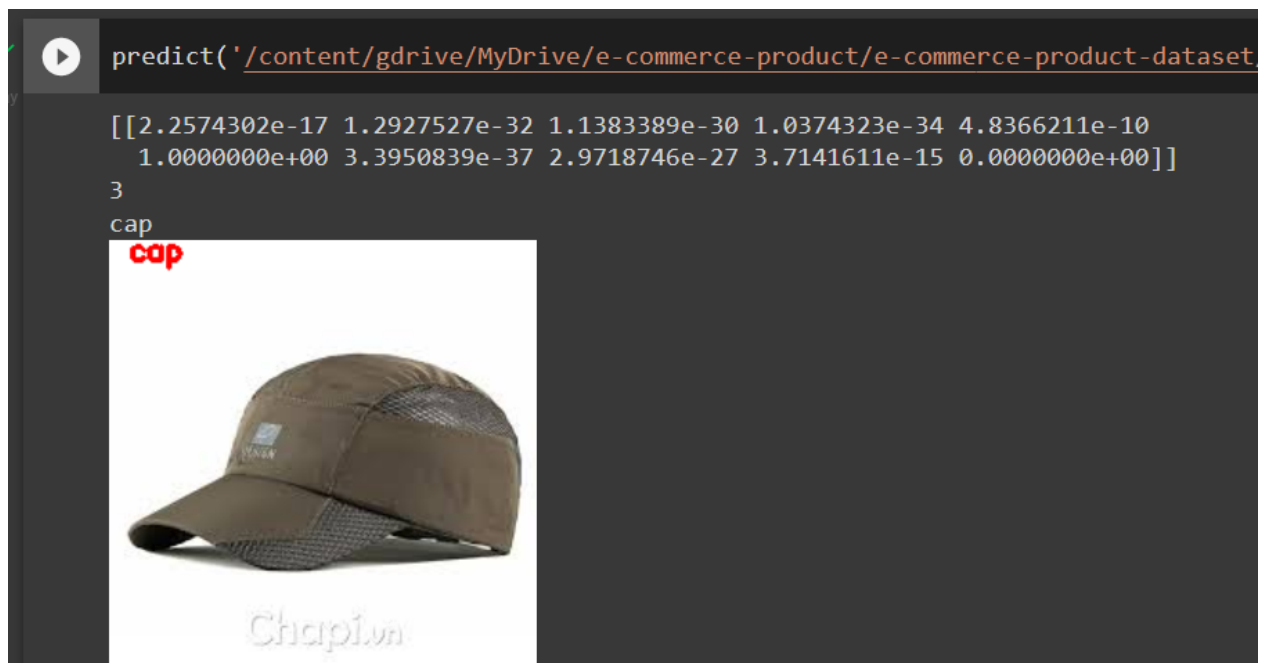 predict('/content/gdrive/MyDrive/e-commerce-product/e-commerce-product-dataset/
[[2.2574302e-17 1.2927527e-32 1.1383389e-30 1.0374323e-34 4.8366211e-10
1.0000000e+00 3.3950839e-37 2.9718746e-27 3.7141611e-15 0.0000000e+00]]
3
cap
cap
Chapi.vn